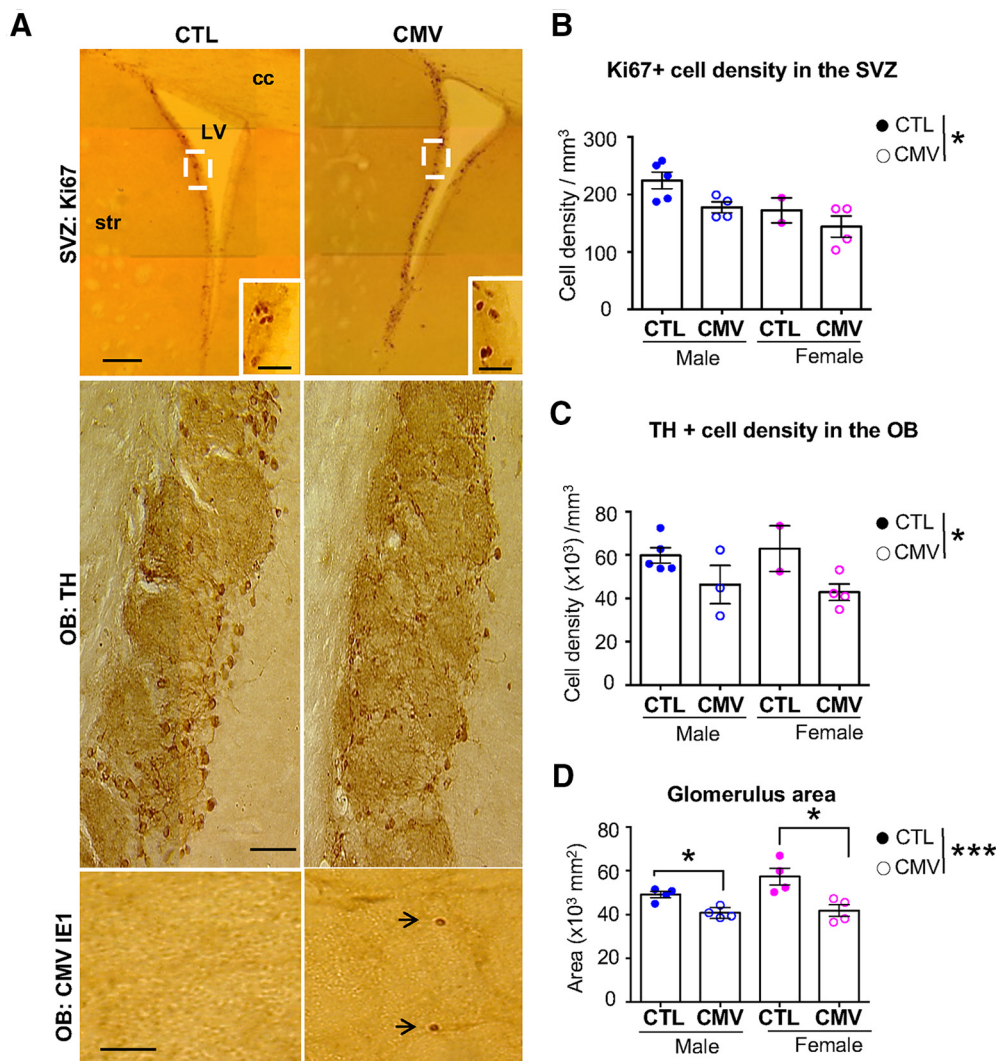 A
CTL
CMV
SVZ: Ki67
cc
LV
str
OB: TH
OB: CMV IE1
B
Ki67+ cell density in the SVZ
Cell density / mm³
300
200
100
0
CTL
CMV
*
CTL CMV CTL CMV
Male Female
C
TH + cell density in the OB
Cell density (x10³) /mm³
80
60
40
20
0
CTL
CMV
*
CTL CMV CTL CMV
Male Female
D
Glomerulus area
Area (x10³ mm²)
80
60
40
20
0
*
*
CTL
CMV
***
CTL CMV CTL CMV
Male Female